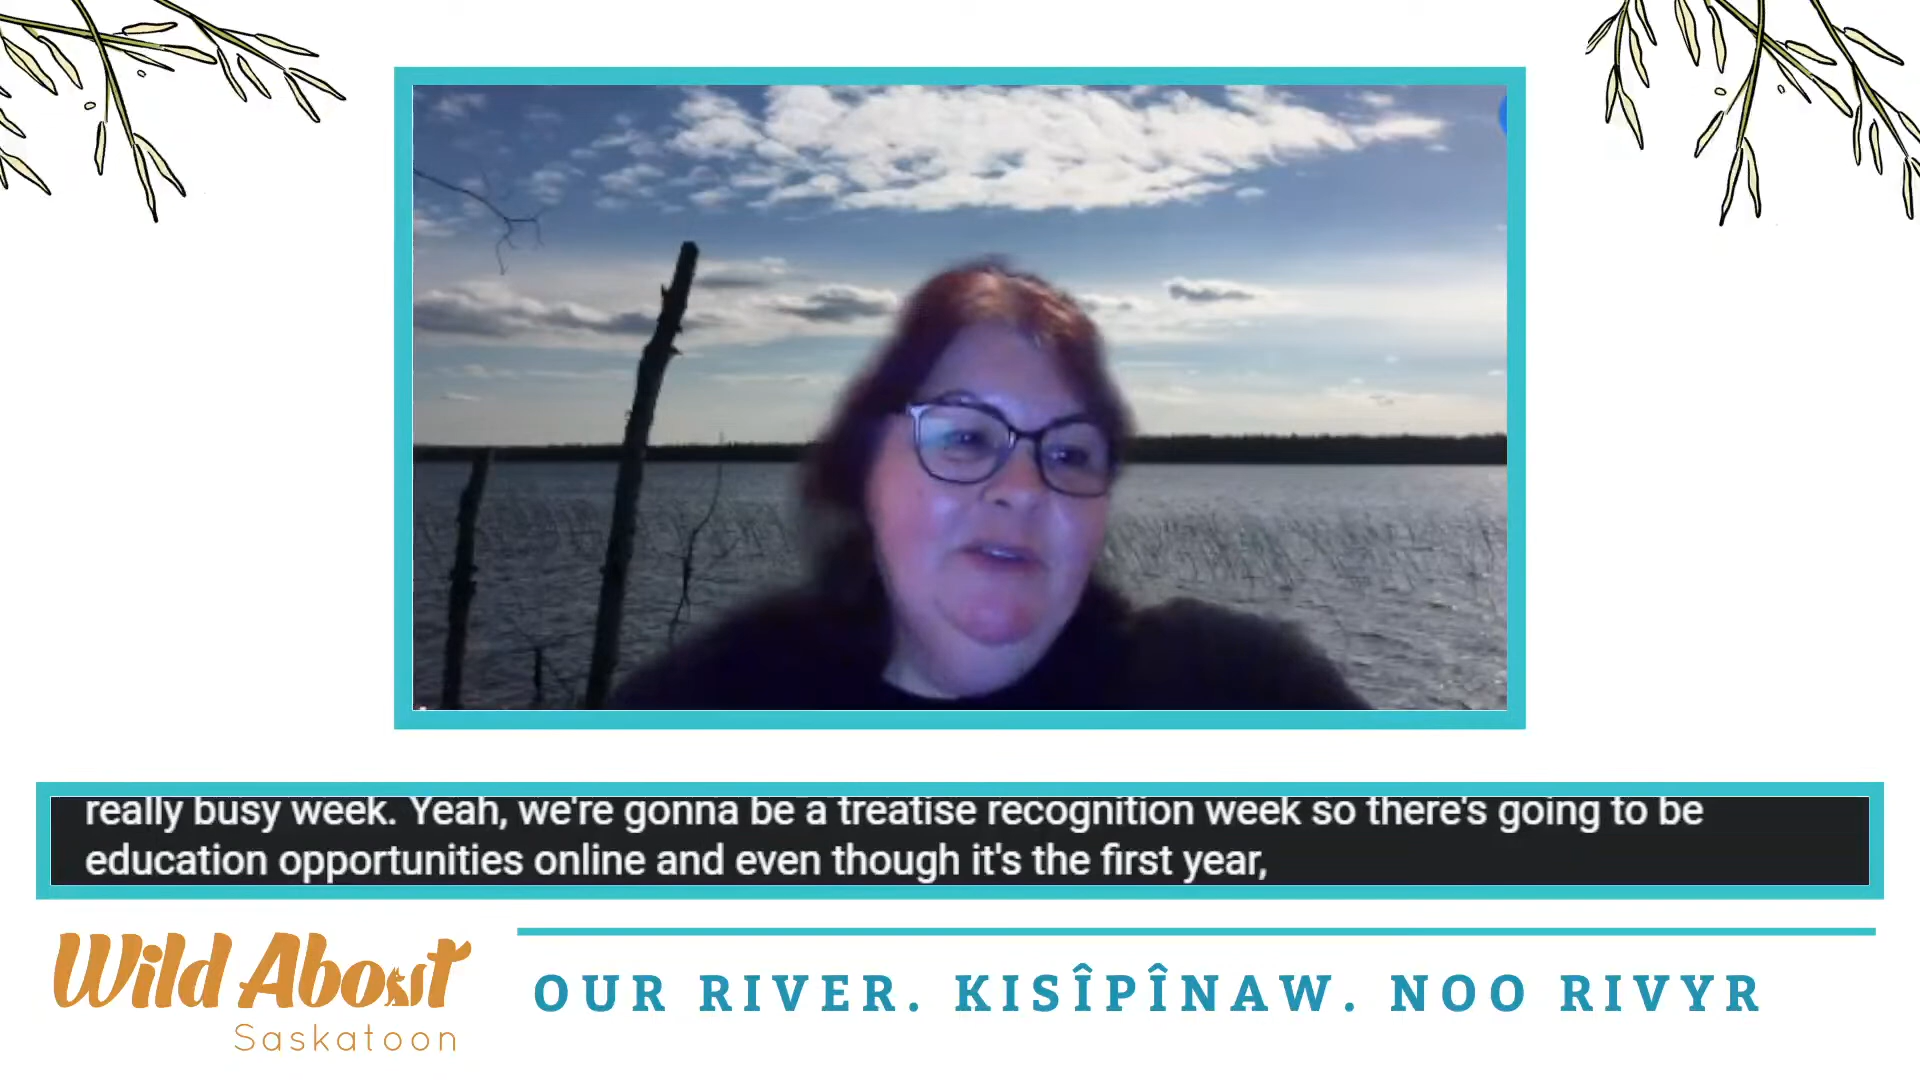 really busy week. Yeah, we're gonna be a treatise recognition week so there's going to be
education opportunities online and even though it's the first year,
Wild About
Saskatoon
OUR RIVER. KISÎPÎNAW. NOO RIVYR